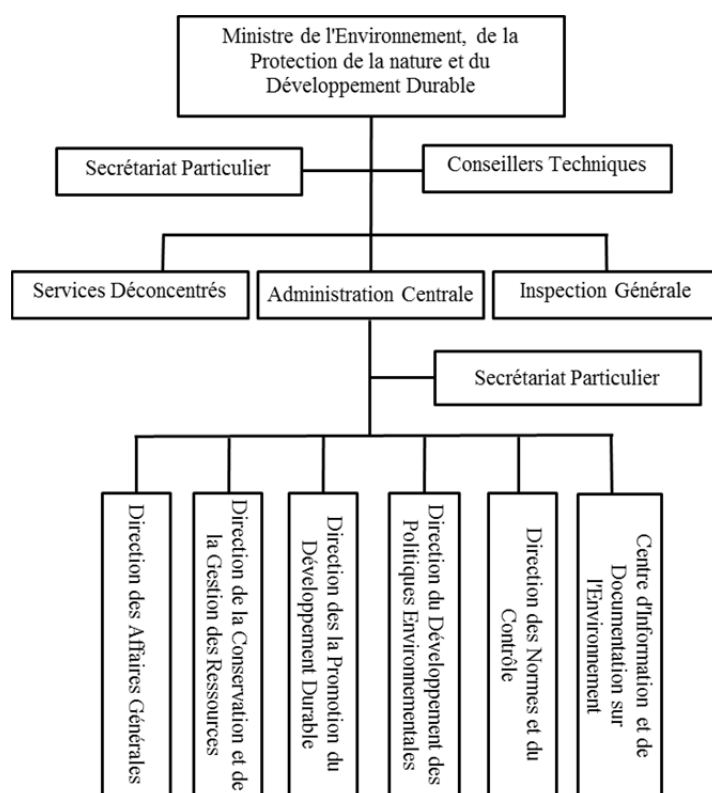 Ministre de l'Environnement, de la
Protection de la nature et du
Développement Durable
Secrétariat Particulier
Conseillers Techniques
Services Déconcentrés
Administration Centrale
Inspection Générale
Secrétariat Particulier
Direction des Affaires Générales
Direction de la Conservation et de
la Gestion des Ressources
Direction des la Promotion du
Développement Durable
Direction du Développement des
Politiques Environnementales
Direction des Normes et du
Contrôle
Centre d'Information et de
Documentation sur
l'Environnement